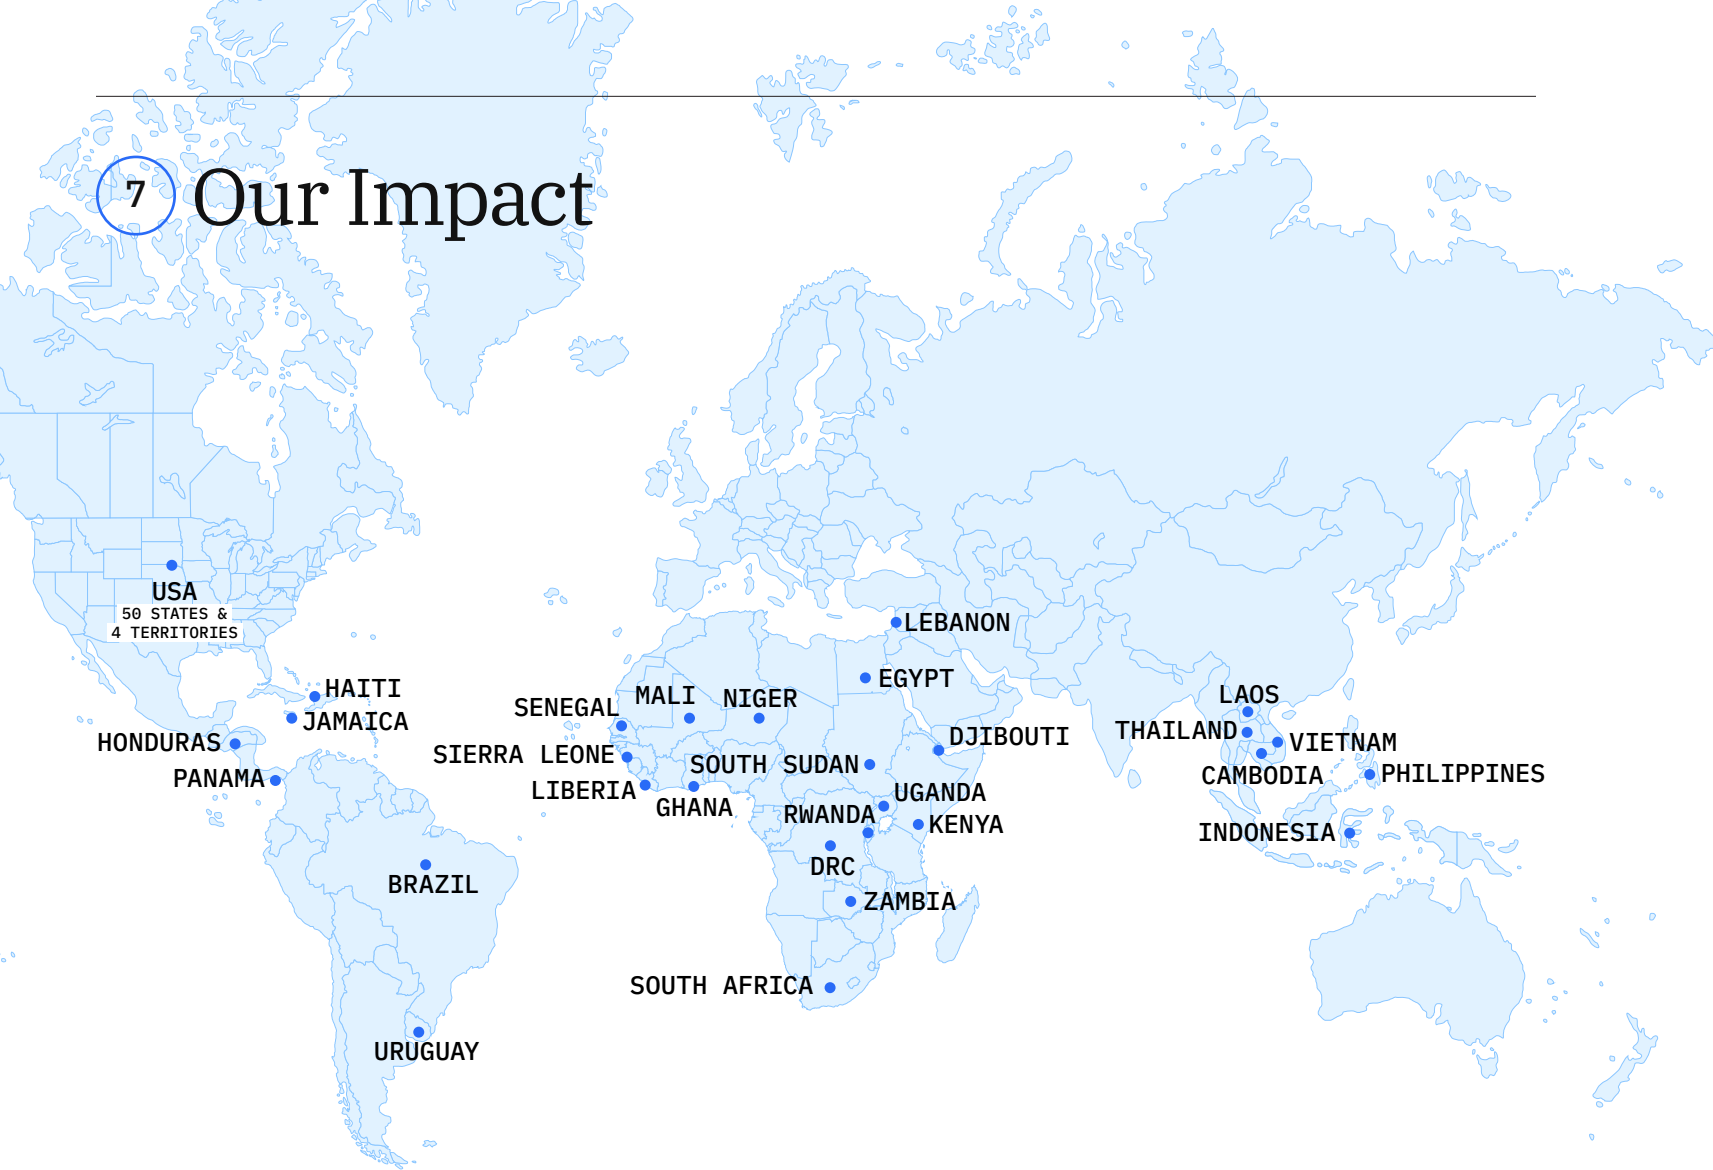 7
Our Impact
USA
50 STATES &
4 TERRITORIES
HAITI
JAMAICA
HONDURAS
PANAMA
BRAZIL
URUGUAY
LEBANON
EGYPT
MALI
NIGER
SENEGAL
DJIBOUTI
SIERRA LEONE
SOUTH SUDAN
LIBERIA
GHANA
UGANDA
RWANDA
KENYA
DRC
ZAMBIA
SOUTH AFRICA
LAOS
THAILAND
VIETNAM
CAMBODIA
PHILIPPINES
INDONESIA